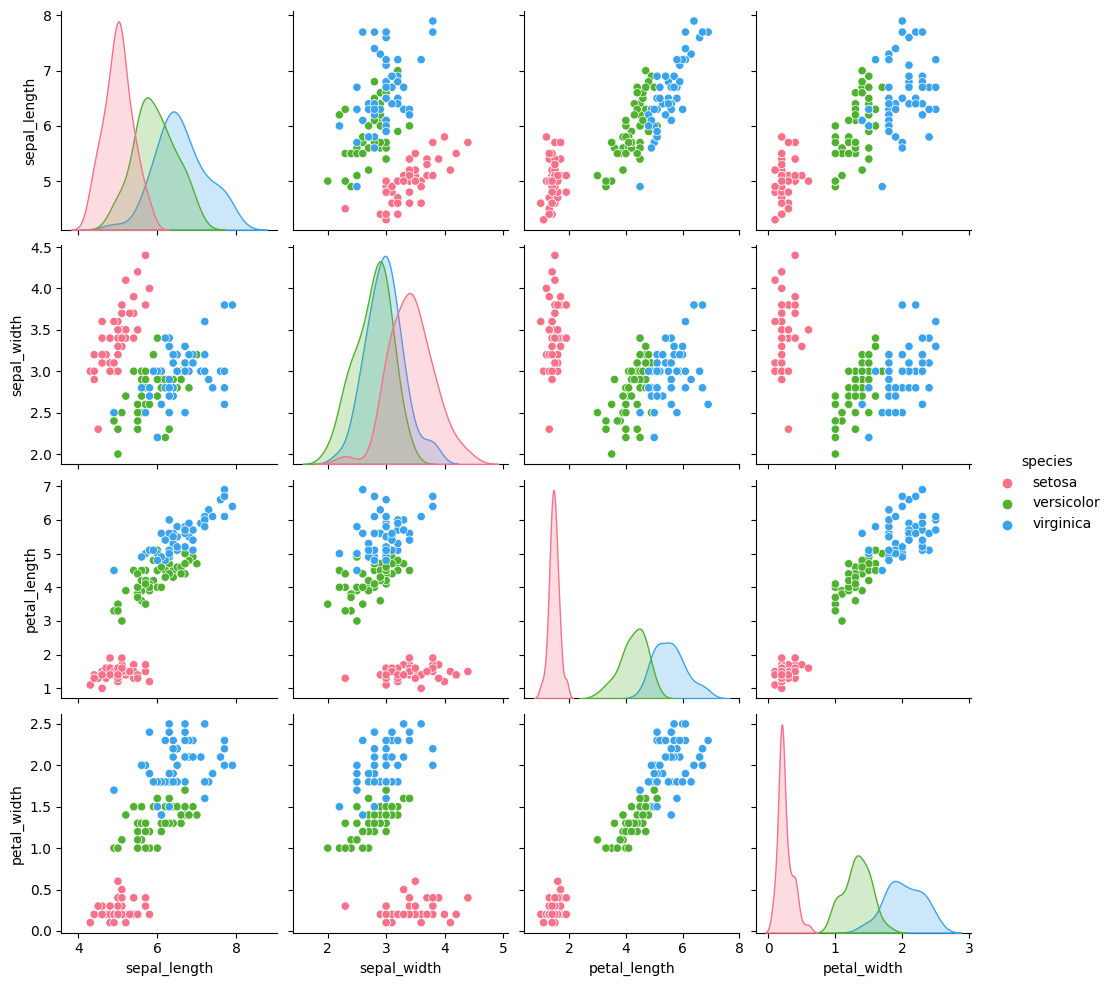 8
7
6
5
sepal_length
4.5
4.0
3.5
3.0
2.5
2.0
sepal_width
species
setosa
versicolor
virginica
7
6
5
4
3
2
1
petal_length
2.5
2.0
1.5
1.0
0.5
0.0
petal_width
4 6 8
2 3 4 5
2 4 6 8
0 1 2 3
sepal_length sepal_width petal_length petal_width